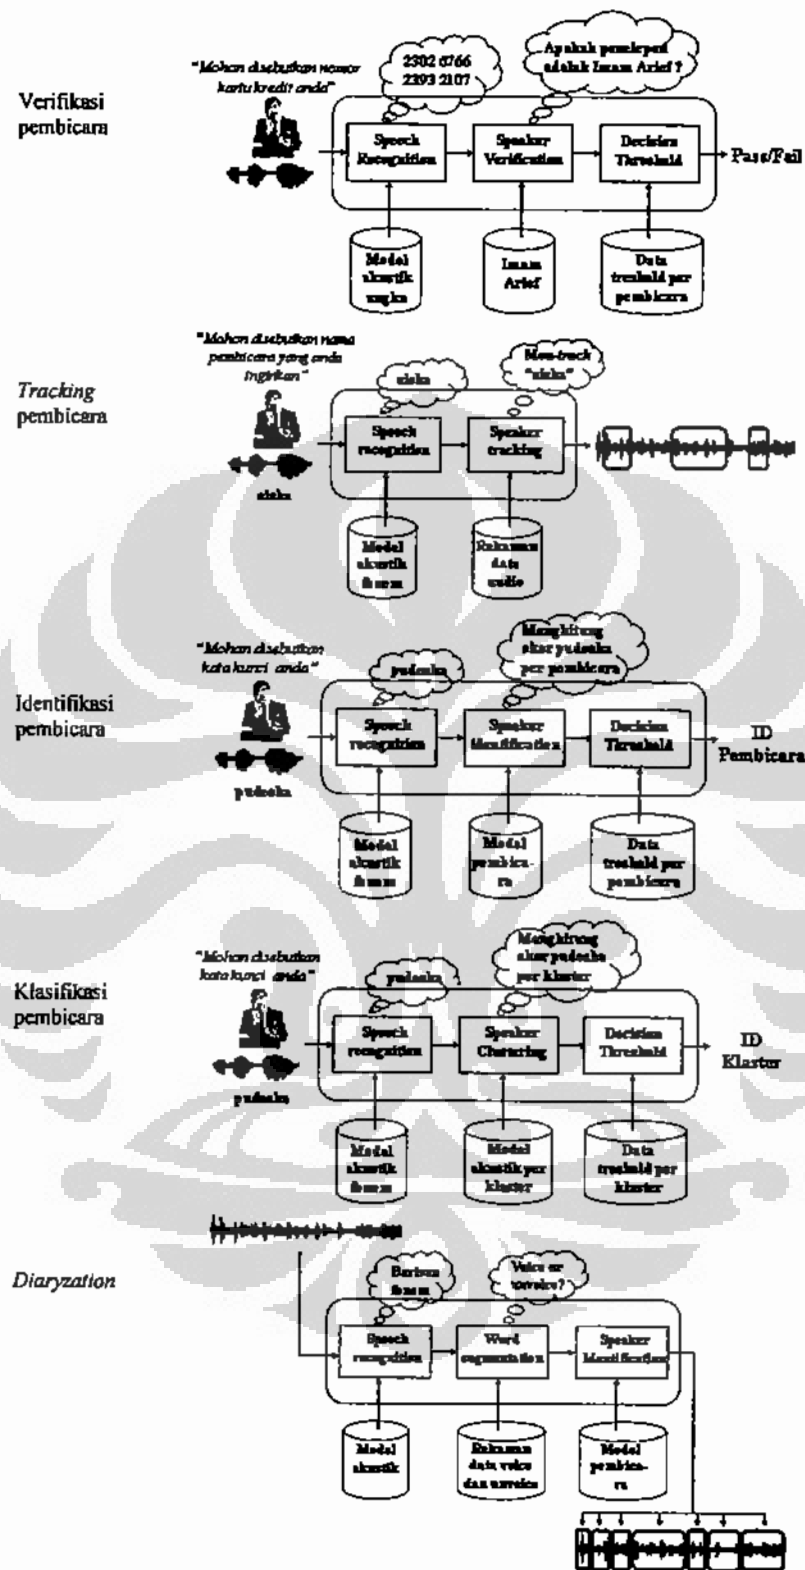 Verifikasi
pembicara
"Mohon disebutkan nomor
kartu kredit anda"
2302 6766
2393 2107
Apakah penelepon
adalah Imam Arief ?
Speech
Recognition
Speaker
Verification
Decision
Threshold
Pass/Fail
Model
akustik
angka
Imam
Arief
Data
treshold per
pembicara
"Mohon disebutkan nama
pembicara yang anda
inginkan"
Tracking
pembicara
siska
Men-track
"siska"
Speech
recognition
Speaker
tracking
siska
Model
akustik
fonem
Rekaman
data
audio
"Mohon disebutkan
kata kunci anda"
Identifikasi
pembicara
pudeska
Menghitung
skor pudeska
per pembicara
Speech
recognition
Speaker
Identification
Decision
Threshold
ID
Pembicara
pudeska
Model
akustik
fonem
Model
pembica-
ra
Data
treshold per
pembicara
"Mohon disebutkan
kata kunci anda"
Klasifikasi
pembicara
pudeska
Menghitung
skor pudeska
per klaster
Speech
recognition
Speaker
Clustering
Decision
Threshold
ID
Klaster
pudeska
Model
akustik
fonem
Model
akustik per
klaster
Data
treshold per
klaster
Diaryzation
Barisan
fonem
Voice or
unvoice?
Speech
recognition
Word
segmentation
Speaker
Identification
Model
akustik
Rekaman
data voice
dan unvoice
Model
pembica-
ra